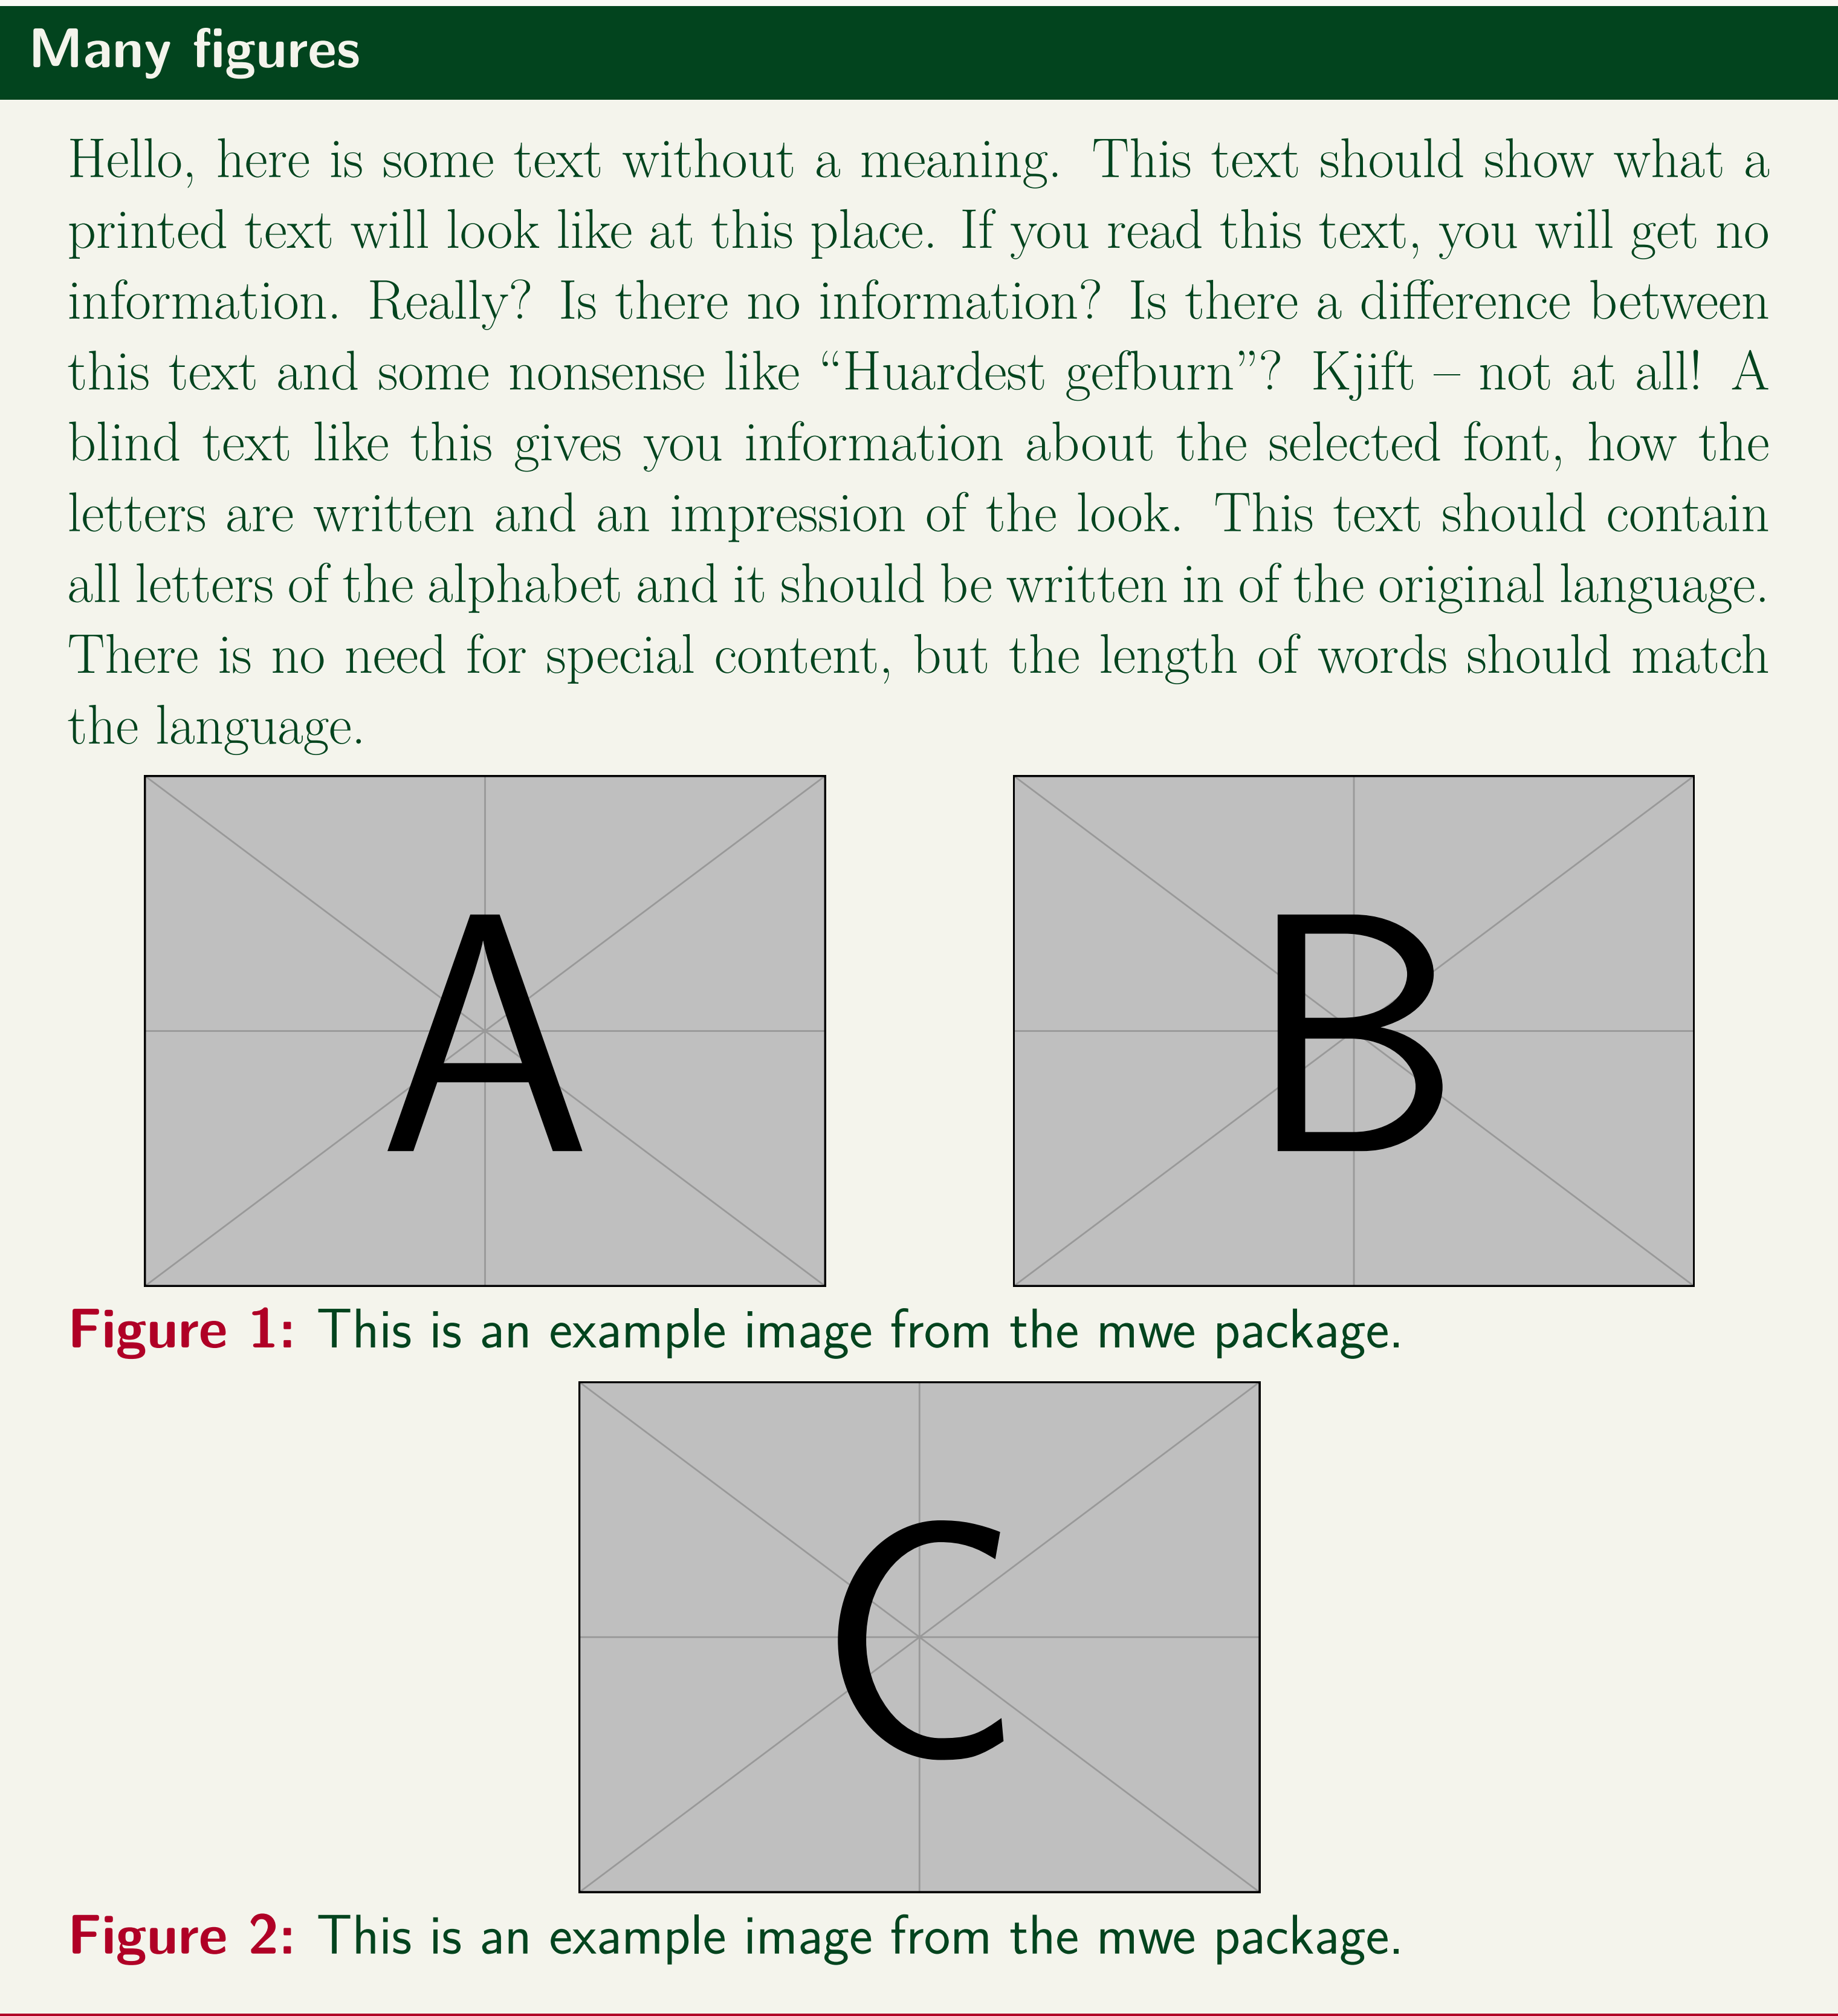 Many figures
Hello, here is some text without a meaning. This text should show what a
printed text will look like at this place. If you read this text, you will get no
information. Really? Is there no information? Is there a difference between
this text and some nonsense like “Huardest gefburn”? Kjift – not at all! A
blind text like this gives you information about the selected font, how the
letters are written and an impression of the look. This text should contain
all letters of the alphabet and it should be written in of the original language.
There is no need for special content, but the length of words should match
the language.
A
B
Figure 1: This is an example image from the mwe package.
C
Figure 2: This is an example image from the mwe package.